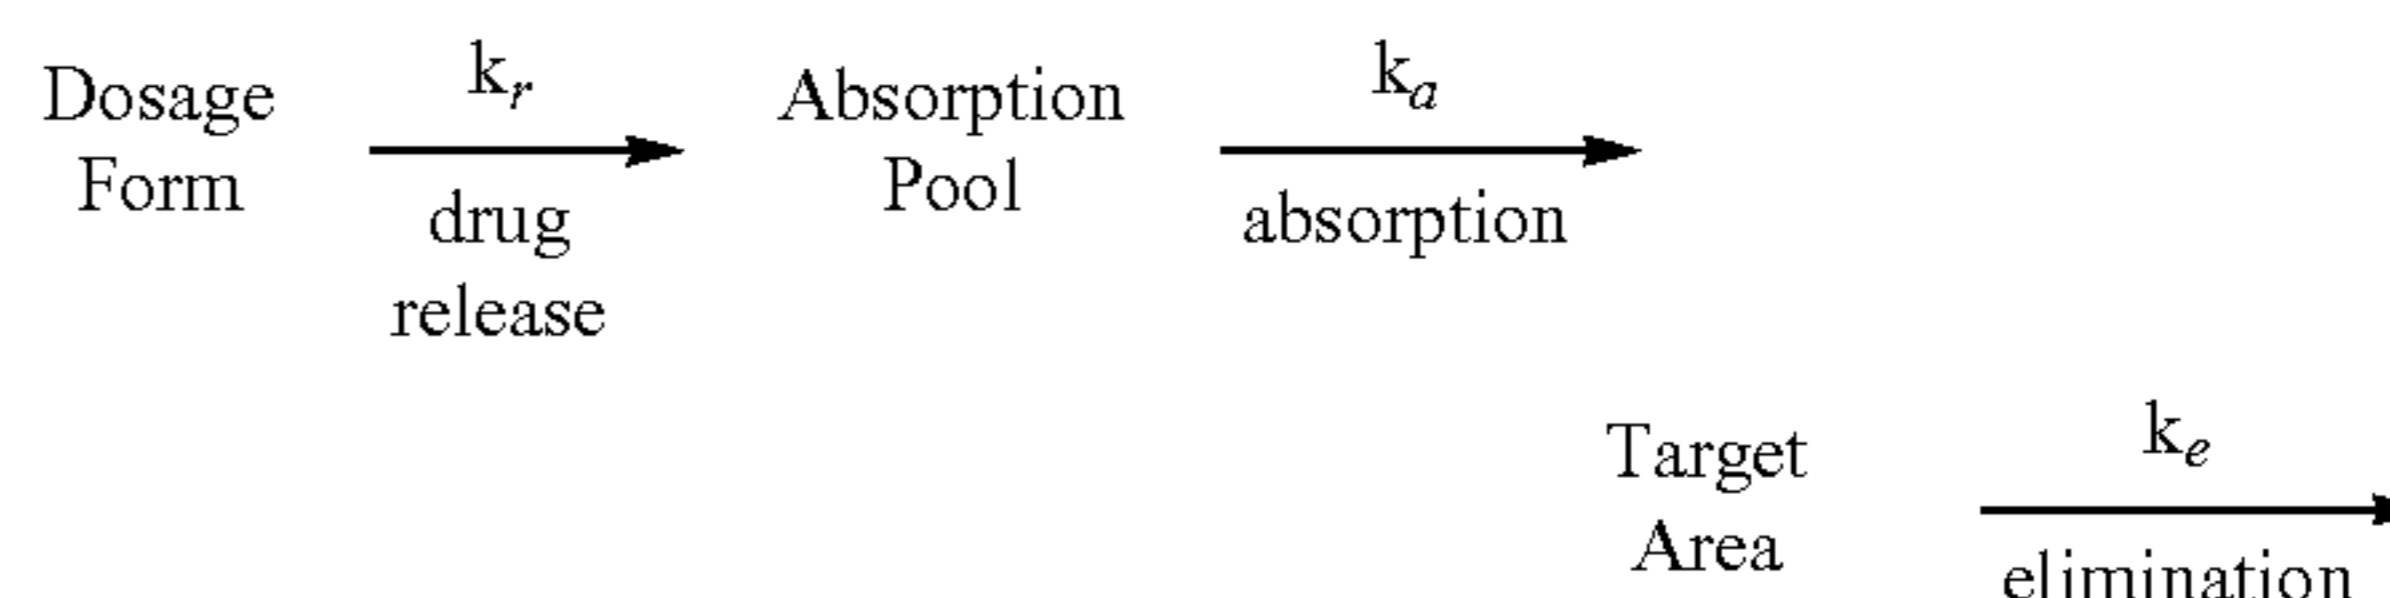 Dosage
Form
k_r
drug
release
Absorption
Pool
k_a
absorption
Target
Area
k_e
elimination